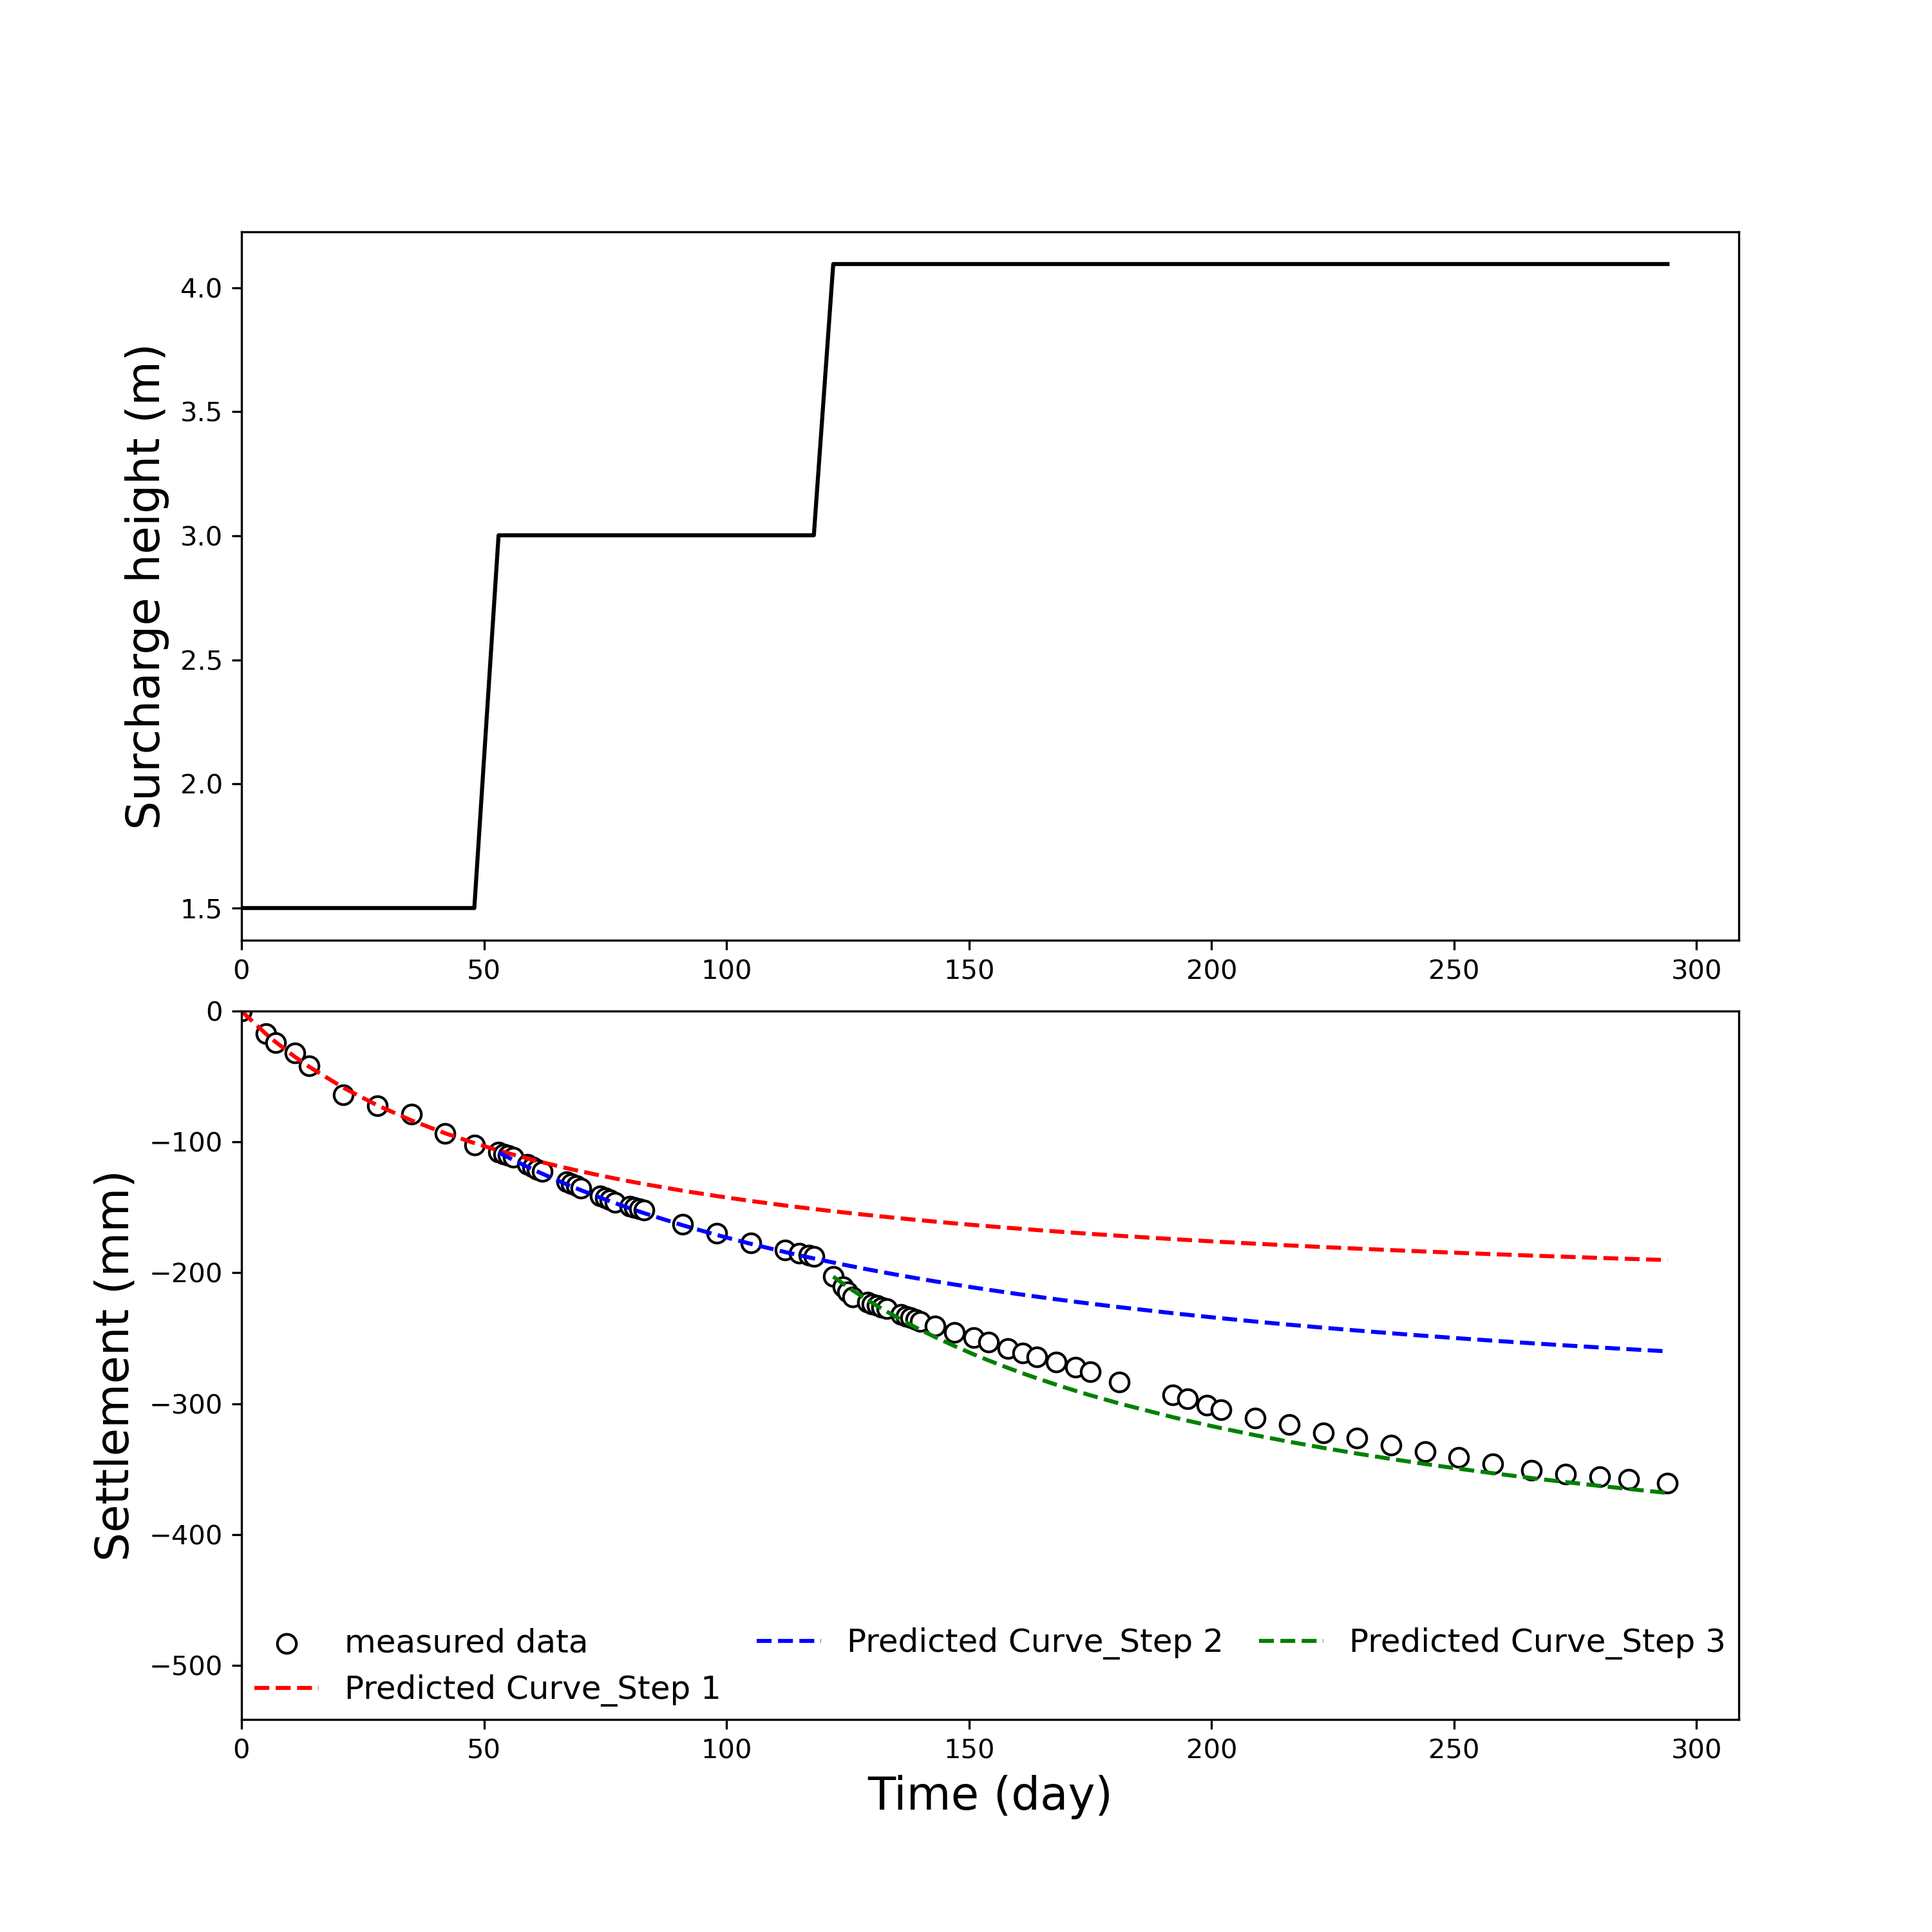 Surcharge height (m)
4.0
3.5
3.0
2.5
2.0
1.5
0 50 100 150 200 250 300
Settlement (mm)
0
−100
−200
−300
−400
−500
measured data
Predicted Curve_Step 1
Predicted Curve_Step 2
Predicted Curve_Step 3
0 50 100 150 200 250 300
Time (day)